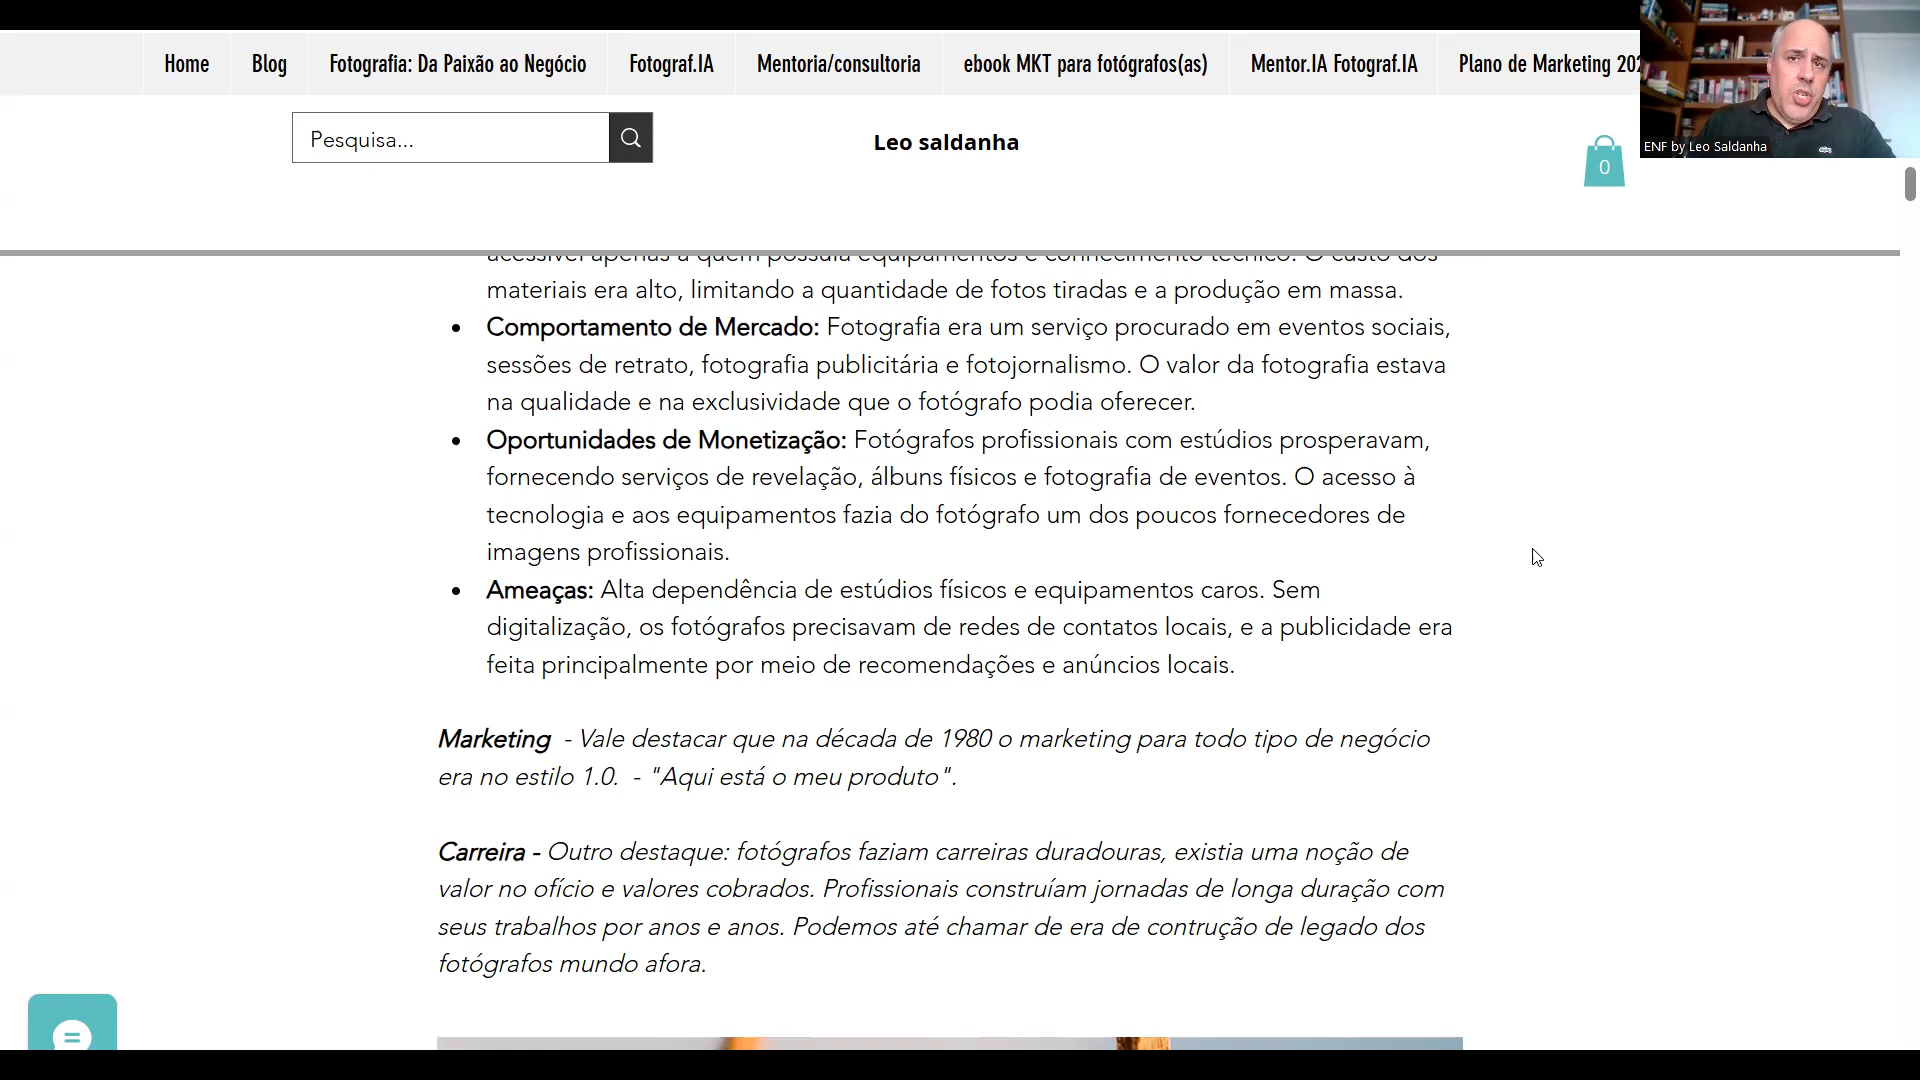 Home
Blog
Fotografia: Da Paixão ao Negócio
Fotograf.IA
Mentoria/consultoria
ebook MKT para fotógrafos(as)
Mentor.IA Fotograf.IA
Plano de Marketing 202
ENF by Leo Saldanha
Pesquisa...
Leo saldanha
0
acessível apenas a quem possuía equipamentos e conhecimento técnico. O custo dos
materiais era alto, limitando a quantidade de fotos tiradas e a produção em massa.
Comportamento de Mercado: Fotografia era um serviço procurado em eventos sociais,
sessões de retrato, fotografia publicitária e fotojornalismo. O valor da fotografia estava
na qualidade e na exclusividade que o fotógrafo podia oferecer.
Oportunidades de Monetização: Fotógrafos profissionais com estúdios prosperavam,
fornecendo serviços de revelação, álbuns físicos e fotografia de eventos. O acesso à
tecnologia e aos equipamentos fazia do fotógrafo um dos poucos fornecedores de
imagens profissionais.
Ameaças: Alta dependência de estúdios físicos e equipamentos caros. Sem
digitalização, os fotógrafos precisavam de redes de contatos locais, e a publicidade era
feita principalmente por meio de recomendações e anúncios locais.
Marketing  - Vale destacar que na década de 1980 o marketing para todo tipo de negócio
era no estilo 1.0.  - "Aqui está o meu produto".
Carreira - Outro destaque: fotógrafos faziam carreiras duradouras, existia uma noção de
valor no ofício e valores cobrados. Profissionais construíam jornadas de longa duração com
seus trabalhos por anos e anos. Podemos até chamar de era de contrução de legado dos
fotógrafos mundo afora.